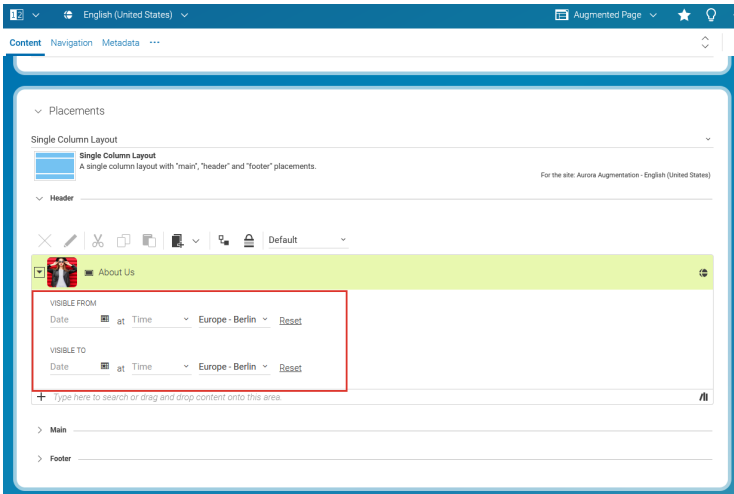 12 English (United States) Augmented Page
Content Navigation Metadata ...
Placements
Single Column Layout
Single Column Layout
A single column layout with "main", "header" and "footer" placements.
For the site: Aurora Augmentation - English (United States)
Header
Default
About Us
VISIBLE FROM
Date at Time Europe - Berlin Reset
VISIBLE TO
Date at Time Europe - Berlin Reset
Type here to search or drag and drop content onto this area.
Main
Footer